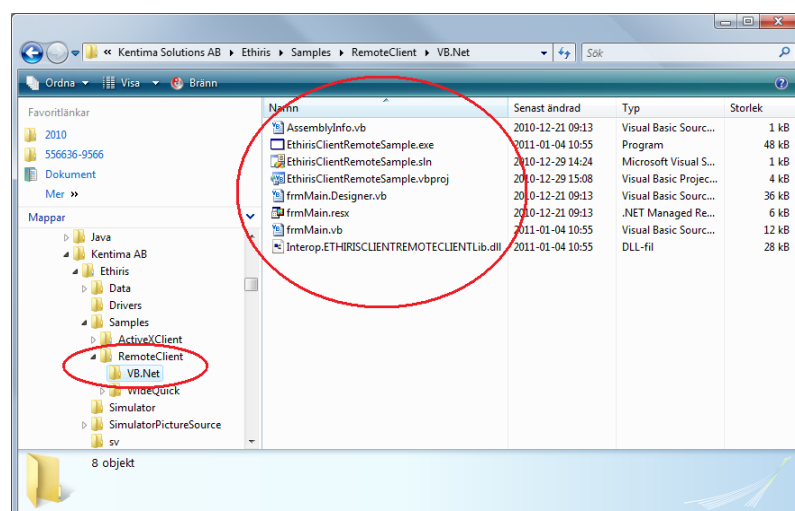 « Kentima Solutions AB ▸ Ethiris ▸ Samples ▸ RemoteClient ▸ VB.Net
Sök
Ordna Visa Bränn
Favoritlänkar
2010
556636-9566
Dokument
Mer »
Mappar
Java
Kentima AB
Ethiris
Data
Drivers
Samples
ActiveXClient
RemoteClient
VB.Net
WideQuick
Simulator
SimulatorPictureSource
sv
Namn Senast ändrad Typ Storlek
AssemblyInfo.vb 2010-12-21 09:13 Visual Basic Sourc... 1 kB
EthirisClientRemoteSample.exe 2011-01-04 10:55 Program 48 kB
EthirisClientRemoteSample.sln 2010-12-29 14:24 Microsoft Visual S... 1 kB
EthirisClientRemoteSample.vbproj 2010-12-29 15:08 Visual Basic Projec... 4 kB
frmMain.Designer.vb 2010-12-21 09:13 Visual Basic Sourc... 36 kB
frmMain.resx 2010-12-21 09:13 .NET Managed Re... 6 kB
frmMain.vb 2011-01-04 10:55 Visual Basic Sourc... 12 kB
Interop.ETHIRISCLIENTREMOTECLIENTLib.dll 2011-01-04 10:55 DLL-fil 28 kB
8 objekt